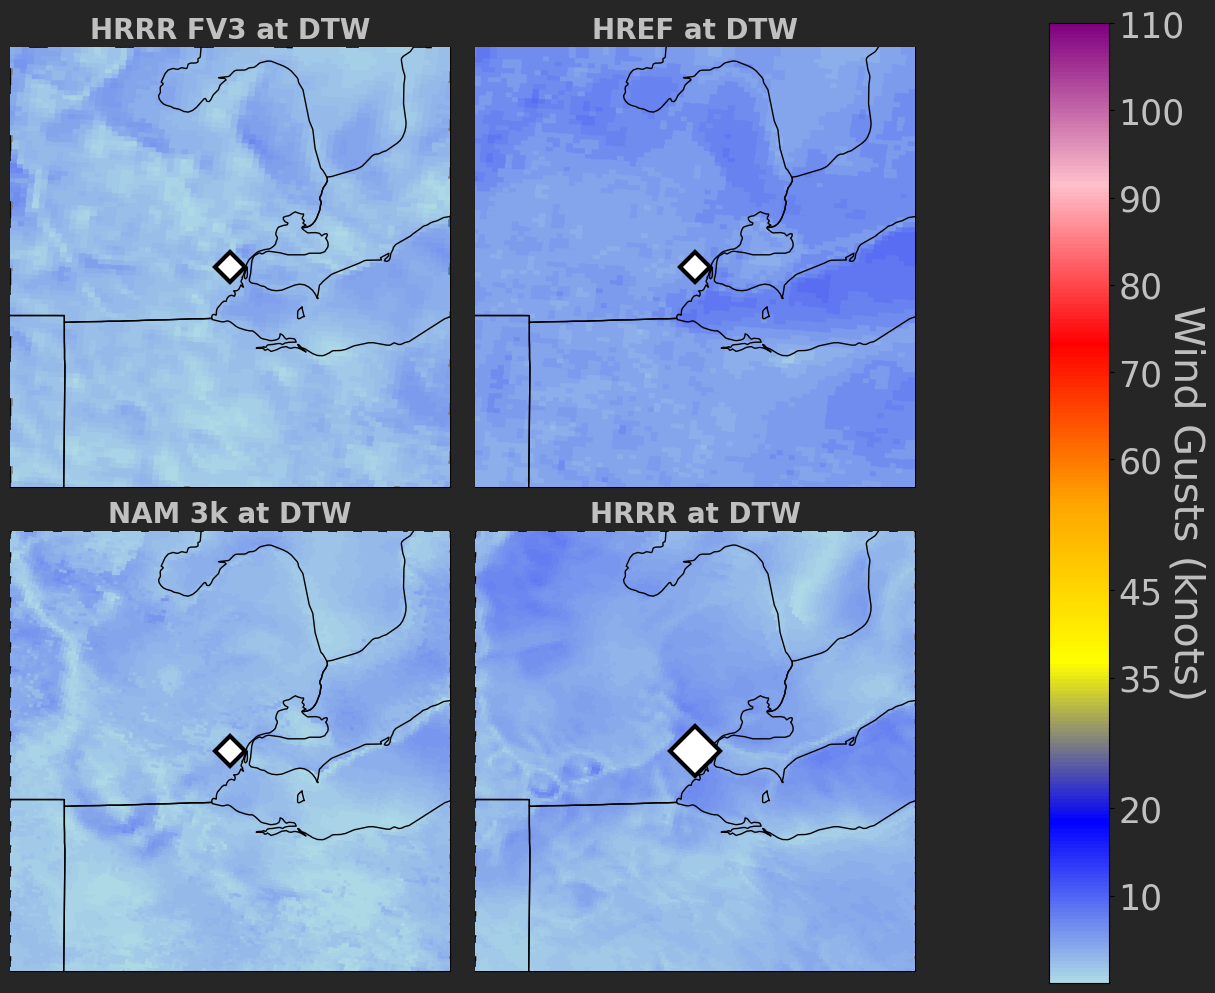 HRRR FV3 at DTW
HREF at DTW
NAM 3k at DTW
HRRR at DTW
110
100
90
80
70
60
45
35
20
10
Wind Gusts (knots)